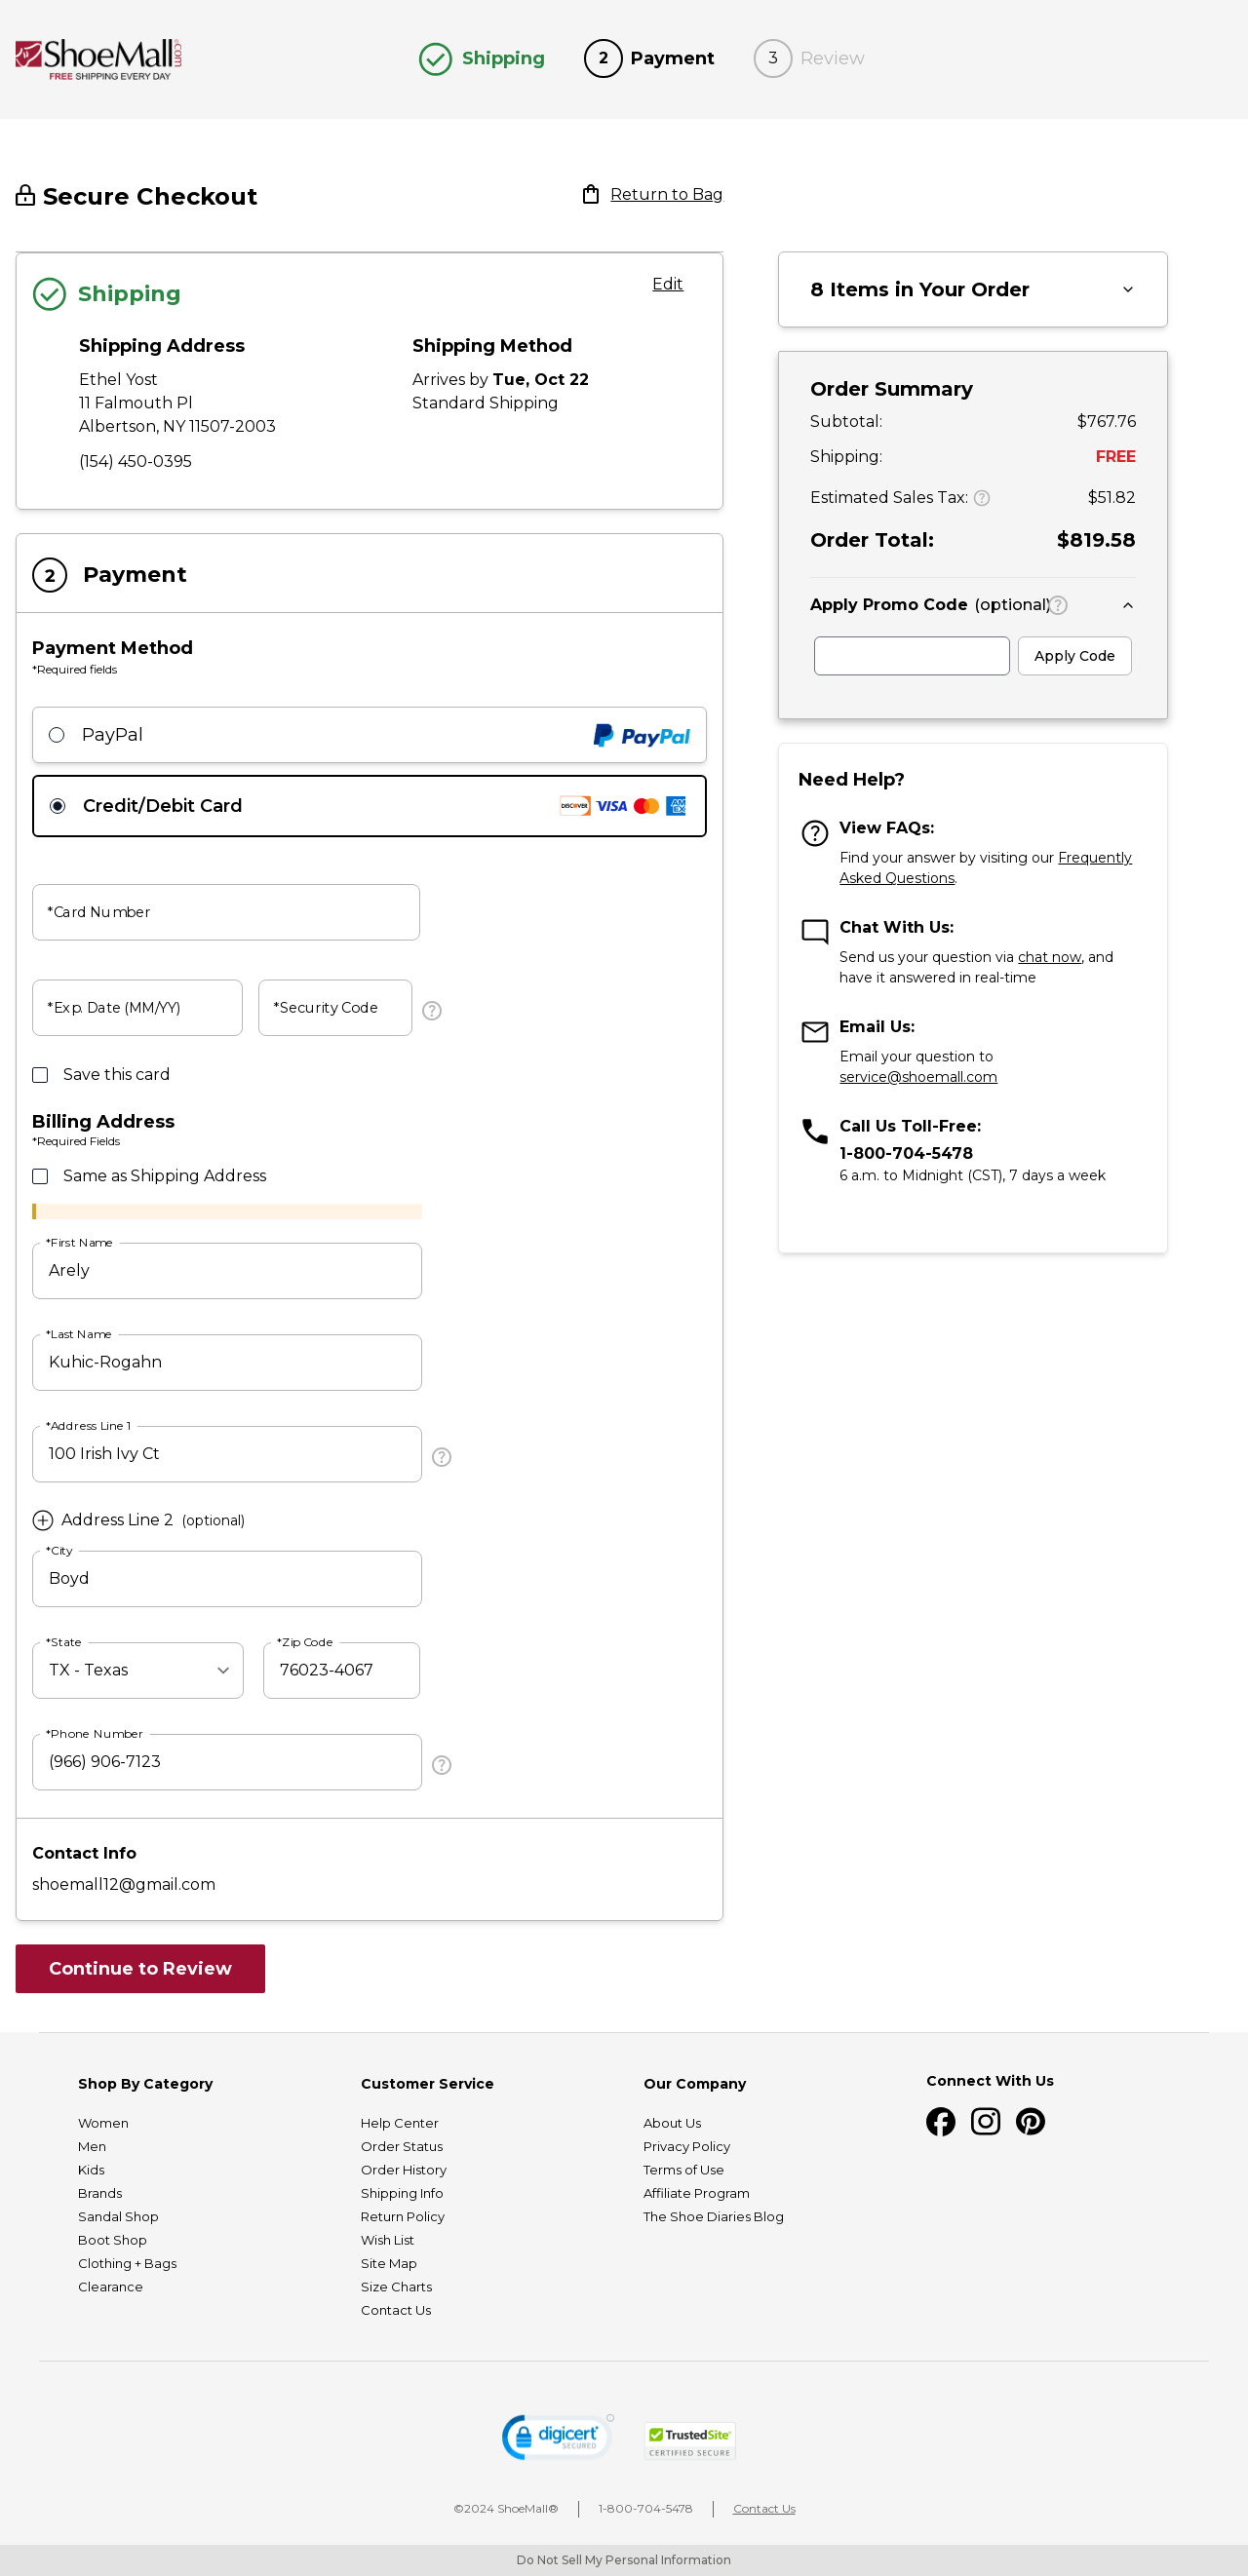 ShoeMall.com
FREE SHIPPING EVERY DAY
Shipping
2 Payment
3 Review
Secure Checkout
Return to Bag
Shipping
Edit
Shipping Address
Ethel Yost
11 Falmouth Pl
Albertson, NY 11507-2003
(154) 450-0395
Shipping Method
Arrives by Tue, Oct 22
Standard Shipping
2 Payment
Payment Method
*Required fields
PayPal
PayPal
Credit/Debit Card
DISCOVER VISA AMEX
*Card Number
*Exp. Date (MM/YY)
*Security Code
?
Save this card
Billing Address
*Required Fields
Same as Shipping Address
*First Name
Arely
*Last Name
Kuhic-Rogahn
*Address Line 1
100 Irish Ivy Ct
?
Address Line 2 (optional)
*City
Boyd
*State
TX - Texas
*Zip Code
76023-4067
*Phone Number
(966) 906-7123
?
Contact Info
shoemall12@gmail.com
Continue to Review
8 Items in Your Order
Order Summary
Subtotal: $767.76
Shipping: FREE
Estimated Sales Tax: ? $51.82
Order Total: $819.58
Apply Promo Code (optional) ?
Apply Code
Need Help?
?
View FAQs:
Find your answer by visiting our Frequently
Asked Questions.
Chat With Us:
Send us your question via chat now, and
have it answered in real-time
Email Us:
Email your question to
service@shoemall.com
Call Us Toll-Free:
1-800-704-5478
6 a.m. to Midnight (CST), 7 days a week
Shop By Category
Women
Men
Kids
Brands
Sandal Shop
Boot Shop
Clothing + Bags
Clearance
Customer Service
Help Center
Order Status
Order History
Shipping Info
Return Policy
Wish List
Site Map
Size Charts
Contact Us
Our Company
About Us
Privacy Policy
Terms of Use
Affiliate Program
The Shoe Diaries Blog
Connect With Us
digicert
SECURED
TrustedSite
CERTIFIED SECURE
©2024 ShoeMall®
1-800-704-5478
Contact Us
Do Not Sell My Personal Information